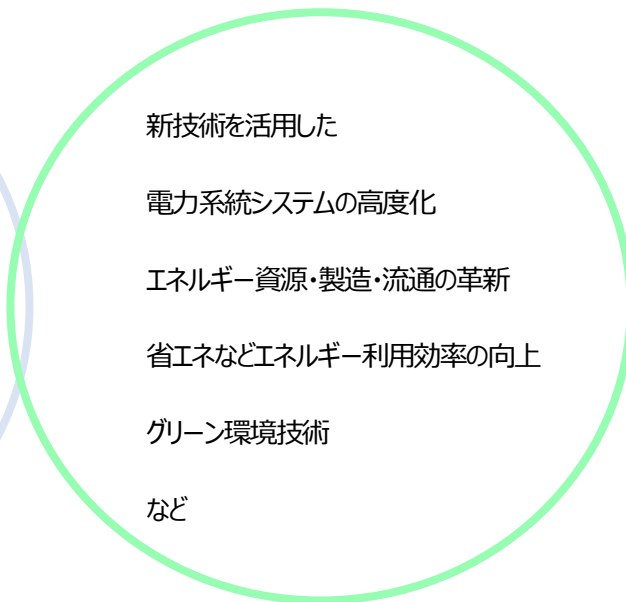 新技術を活用した
電力系統システムの高度化
エネルギー資源・製造・流通の革新
省エネなどエネルギー利用効率の向上
グリーン環境技術
など